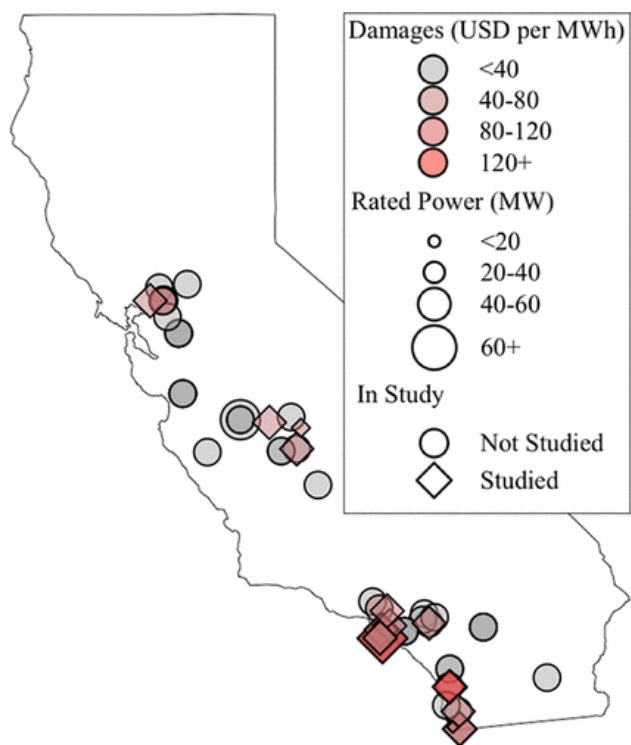 Damages (USD per MWh)
<40
40-80
80-120
120+
Rated Power (MW)
<20
20-40
40-60
60+
In Study
Not Studied
Studied